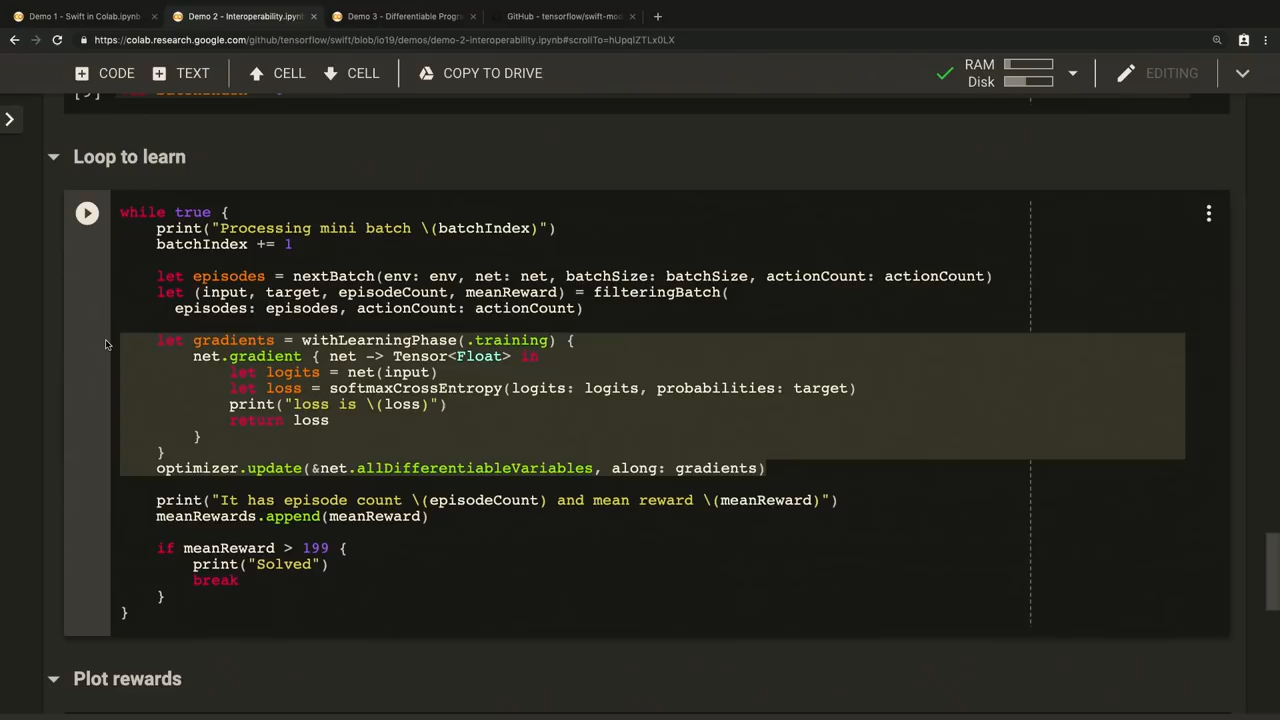 Demo 1 - Swift in Colab.ipynb
Demo 2 - Interoperability.ipynb
Demo 3 - Differentiable Progr
GitHub - tensorflow/swift-mod
https://colab.research.google.com/github/tensorflow/swift/blob/io19/demos/demo-2-interoperability.ipynb#scrollTo=hUpqIZTLx0LX
CODE TEXT CELL CELL COPY TO DRIVE RAM Disk EDITING
Loop to learn
while true {
print("Processing mini batch \(batchIndex)")
batchIndex += 1
let episodes = nextBatch(env: env, net: net, batchSize: batchSize, actionCount: actionCount)
let (input, target, episodeCount, meanReward) = filteringBatch(
episodes: episodes, actionCount: actionCount)
let gradients = withLearningPhase(.training) {
net.gradient { net -> Tensor<Float> in
let logits = net(input)
let loss = softmaxCrossEntropy(logits: logits, probabilities: target)
print("loss is \(loss)")
return loss
}
}
optimizer.update(&net.allDifferentiableVariables, along: gradients)
print("It has episode count \(episodeCount) and mean reward \(meanReward)")
meanRewards.append(meanReward)
if meanReward > 199 {
print("Solved")
break
}
}
Plot rewards